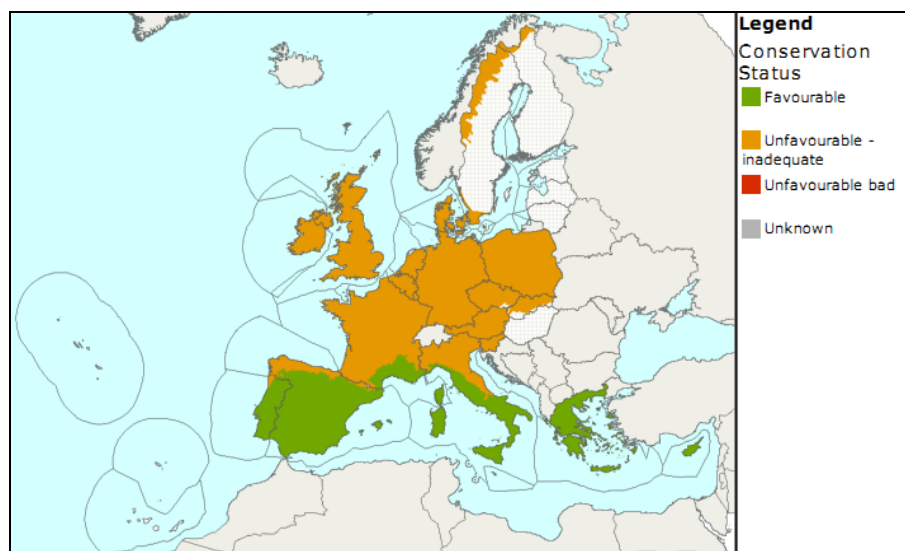 Legend
Conservation
Status
Favourable
Unfavourable -
inadequate
Unfavourable bad
Unknown